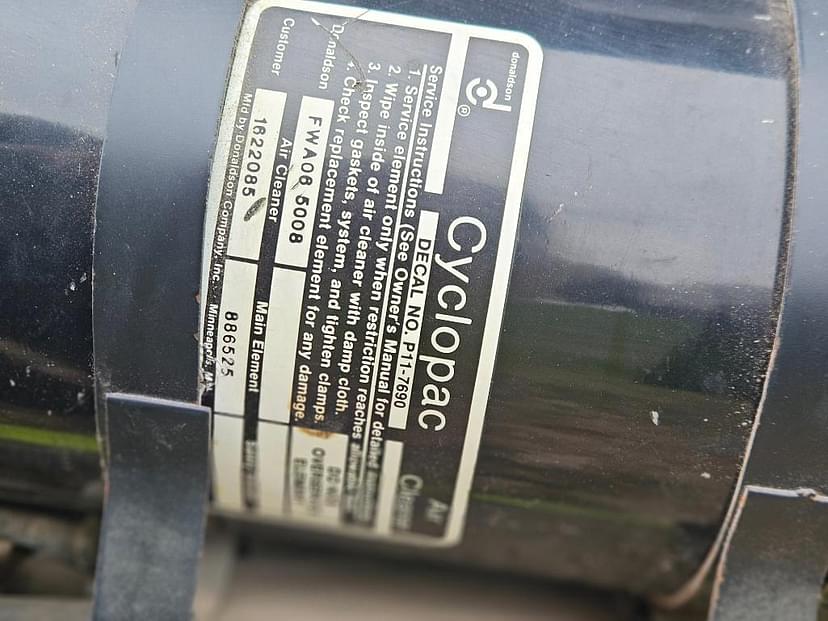 donaldson
®
Cyclopac Air Cleaner
DECAL NO. P11-7690
Service Instructions
1. Service element only when restriction reaches
(See Owner's Manual for detailed
2. Wipe inside of air cleaner with damp cloth.
3. Inspect gaskets, system, and tighten clamps.
4. Check replacement element for any damage.
Donaldson FWA06 5008
Customer Air Cleaner Main Element
1622085 886525
Mfd by Donaldson Company, Inc. Minneapolis, MN